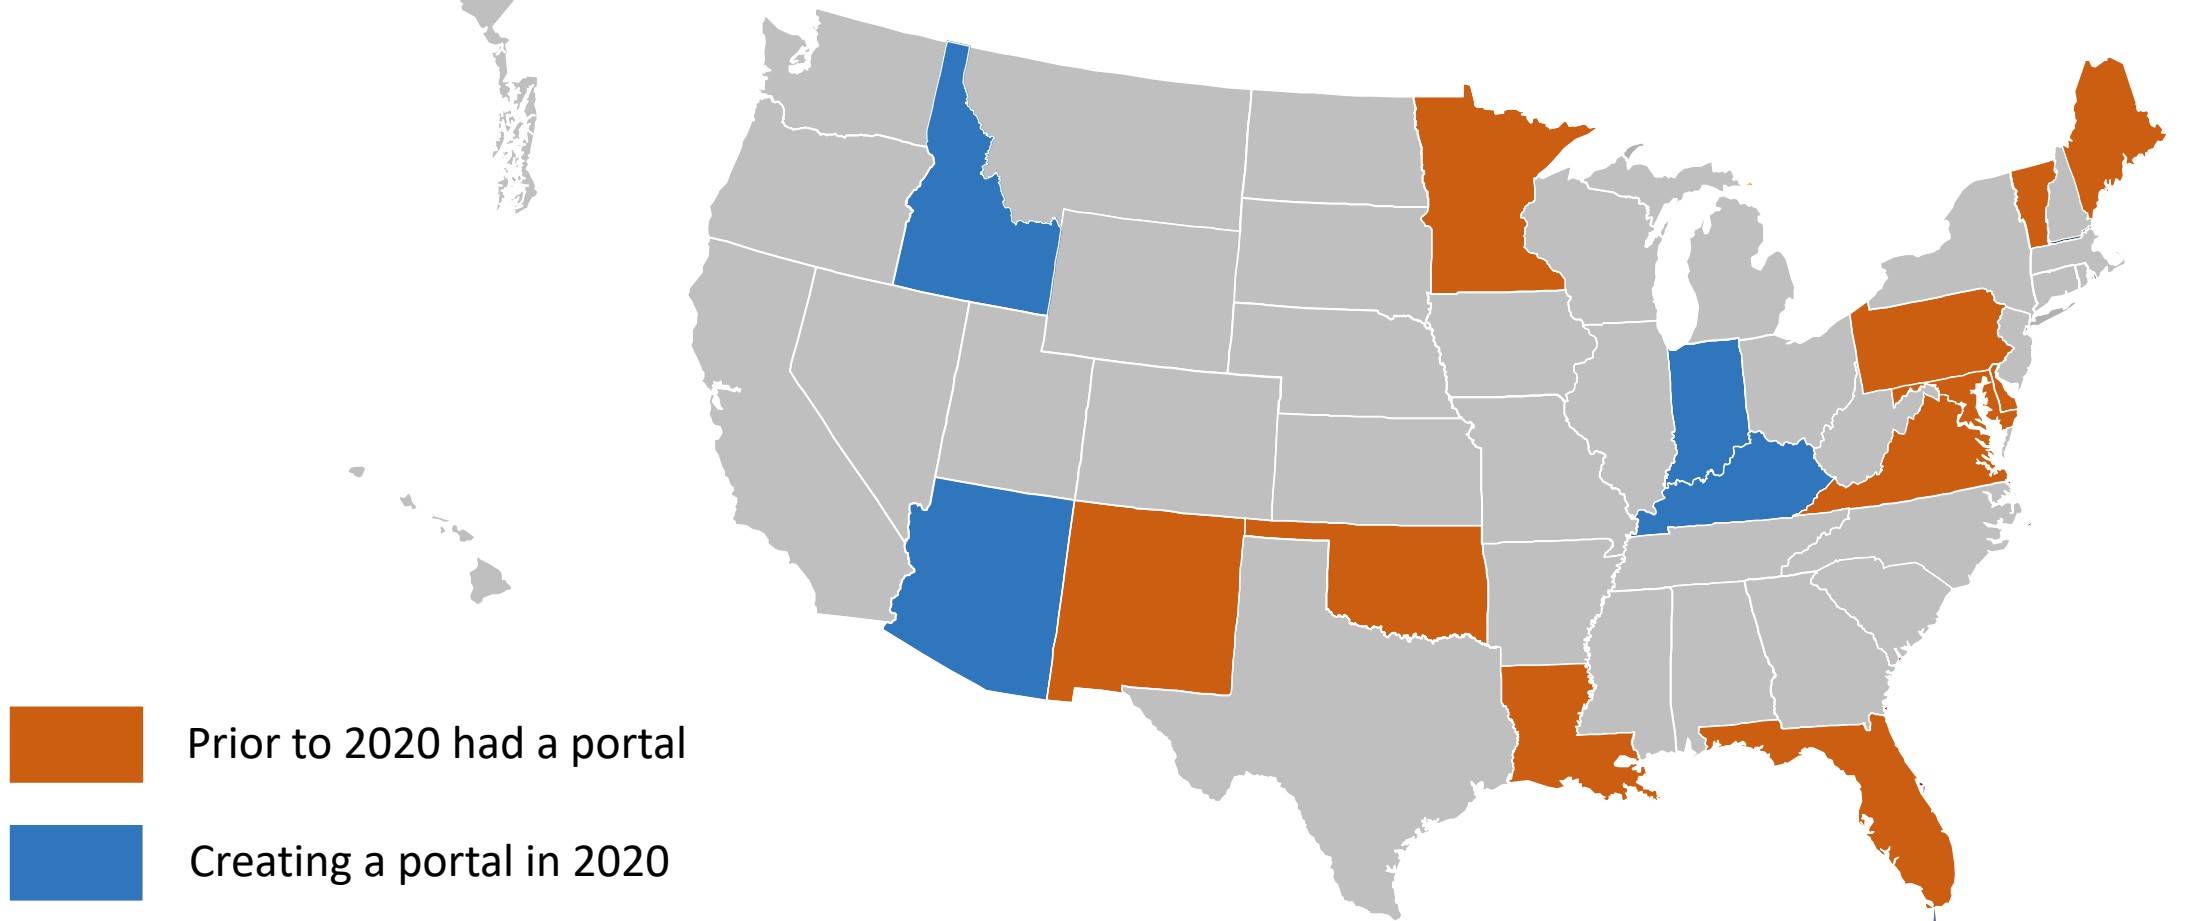 Prior to 2020 had a portal
Creating a portal in 2020